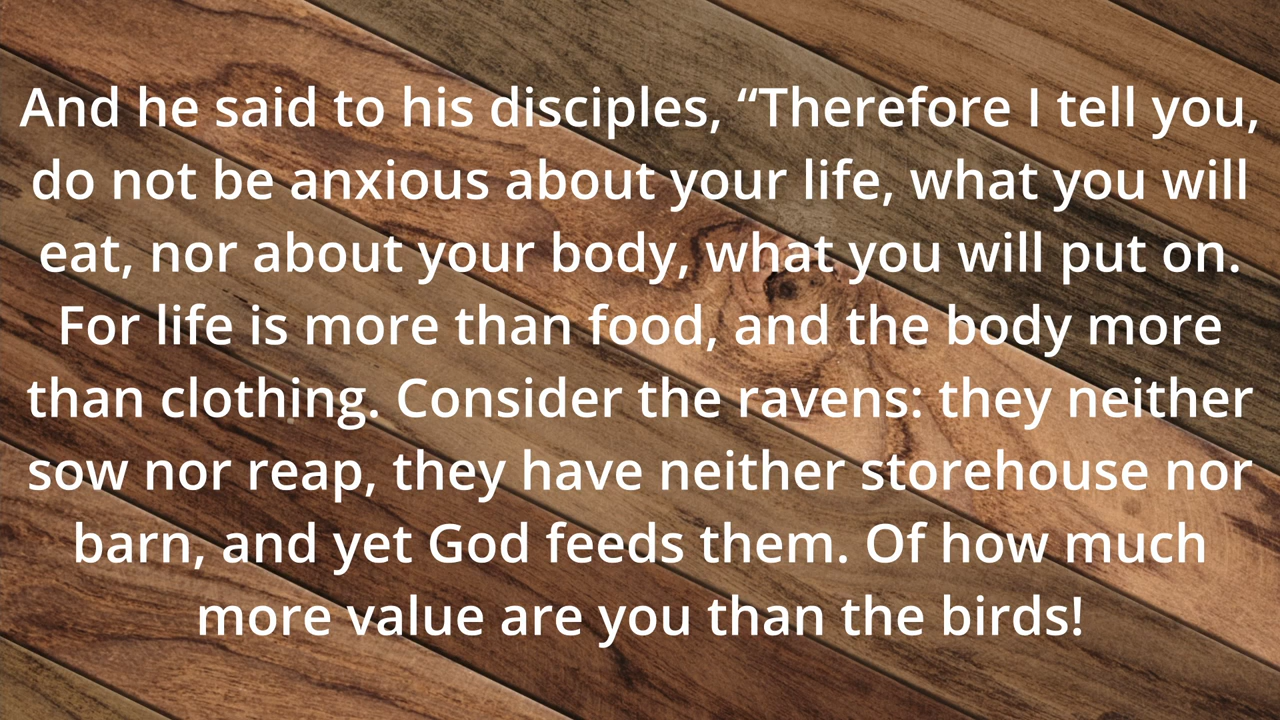 And he said to his disciples, “Therefore I tell you,
do not be anxious about your life, what you will
eat, nor about your body, what you will put on.
For life is more than food, and the body more
than clothing. Consider the ravens: they neither
sow nor reap, they have neither storehouse nor
barn, and yet God feeds them. Of how much
more value are you than the birds!